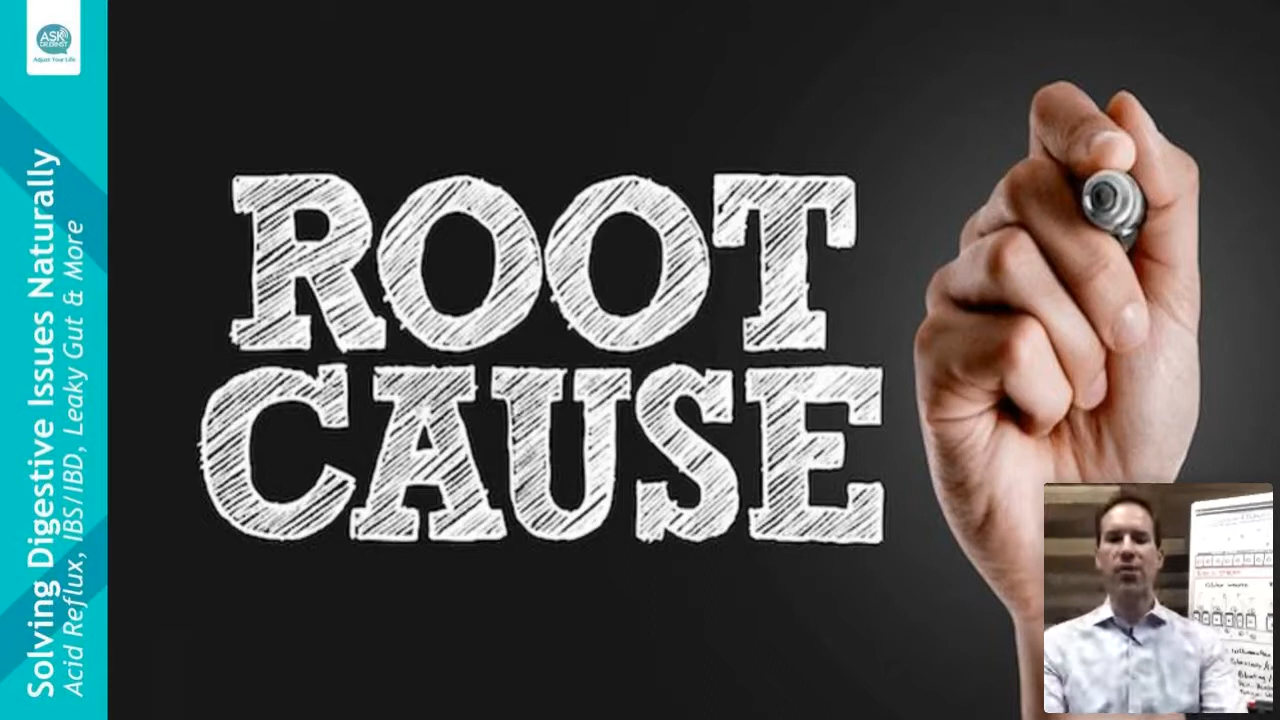 ASK
DR.ERNST
Adjust Your Life
Solving Digestive Issues Naturally
Acid Reflux, IBS/IBD, Leaky Gut & More
ROOT
CAUSE